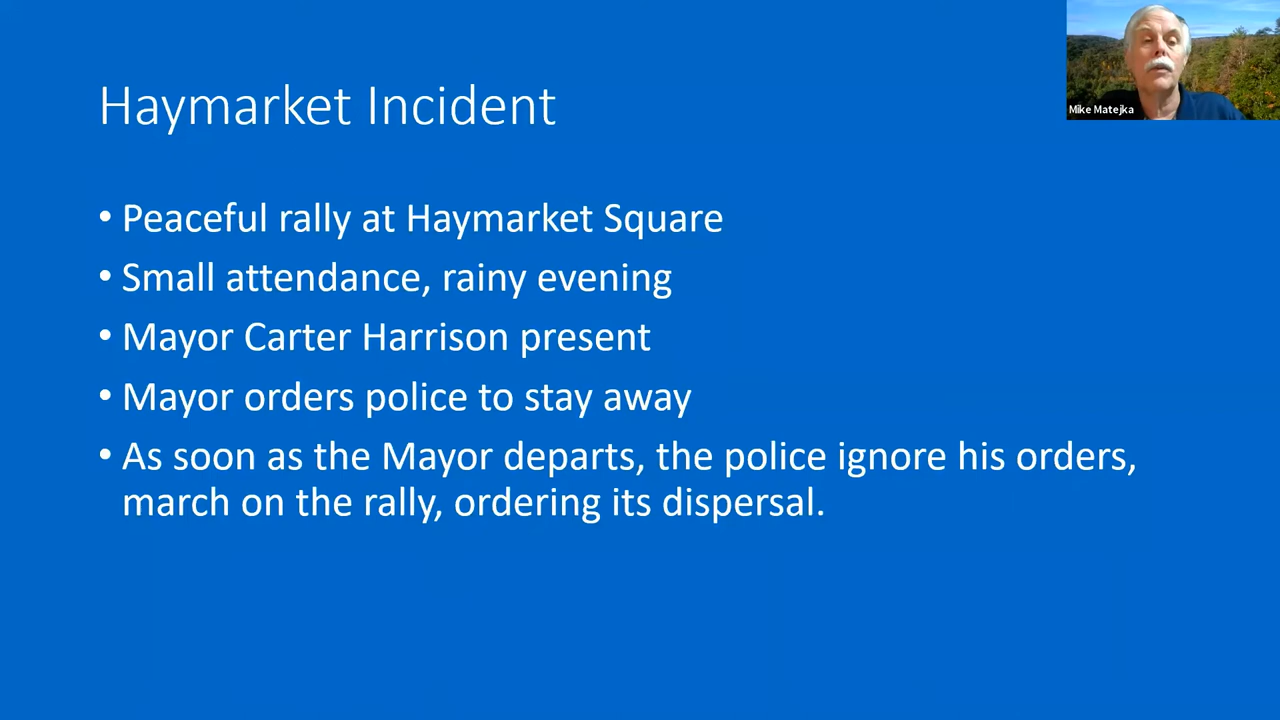 Haymarket Incident
Mike Matejka
• Peaceful rally at Haymarket Square
• Small attendance, rainy evening
• Mayor Carter Harrison present
• Mayor orders police to stay away
• As soon as the Mayor departs, the police ignore his orders,
march on the rally, ordering its dispersal.